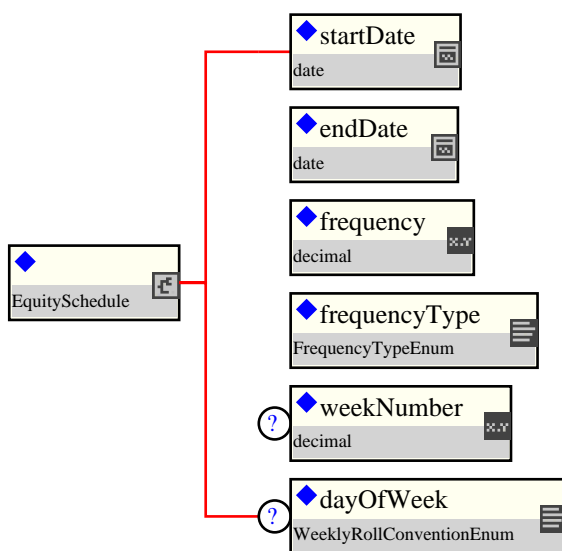 startDate
date
endDate
date
frequency
x.y
decimal
EquitySchedule
frequencyType
FrequencyTypeEnum
?
weekNumber
x.y
decimal
?
dayOfWeek
WeeklyRollConventionEnum